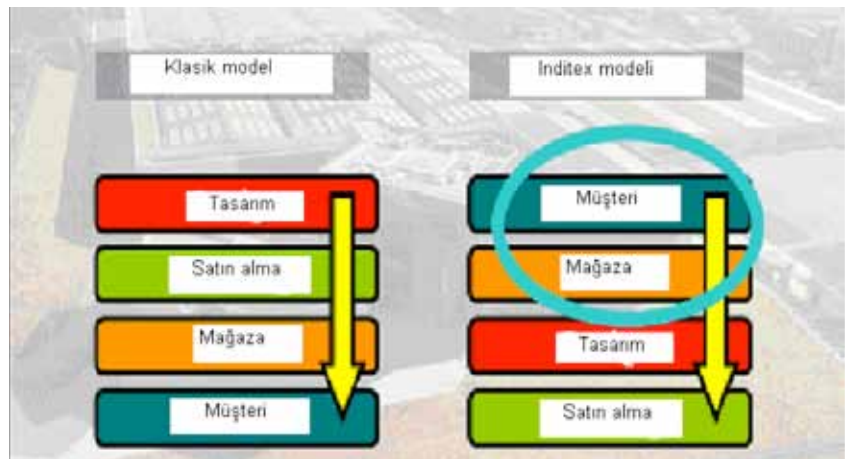 Klasik model
Inditex modeli
Tasarım
Satın alma
Mağaza
Müşteri
Müşteri
Mağaza
Tasarım
Satın alma